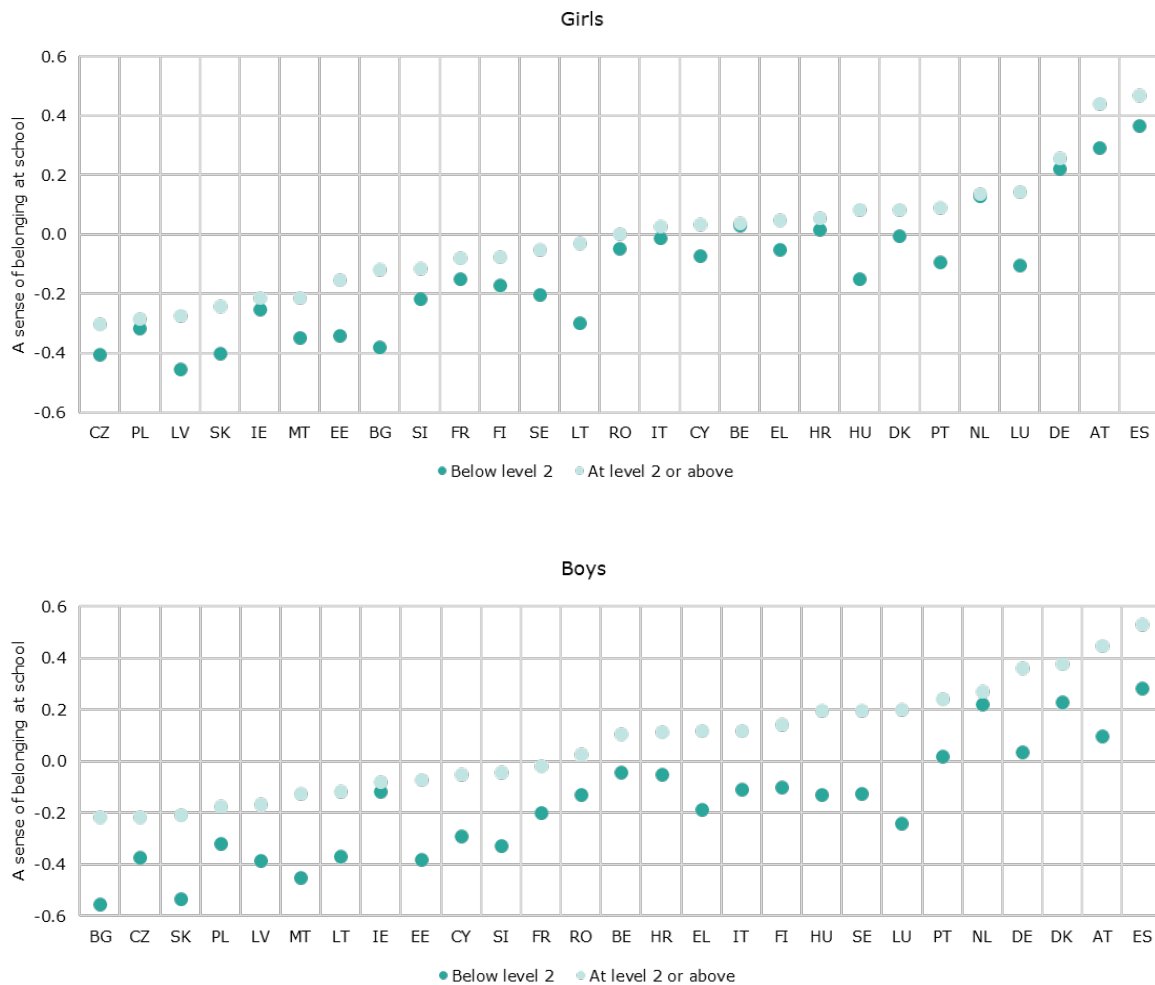 Girls
A sense of belonging at school
0.6
0.4
0.2
0.0
-0.2
-0.4
-0.6
CZ PL LV SK IE MT EE BG SI FR FI SE LT RO IT CY BE EL HR HU DK PT NL LU DE AT ES
Below level 2 At level 2 or above
Boys
A sense of belonging at school
0.6
0.4
0.2
0.0
-0.2
-0.4
-0.6
BG CZ SK PL LV MT LT IE EE CY SI FR RO BE HR EL IT FI HU SE LU PT NL DE DK AT ES
Below level 2 At level 2 or above